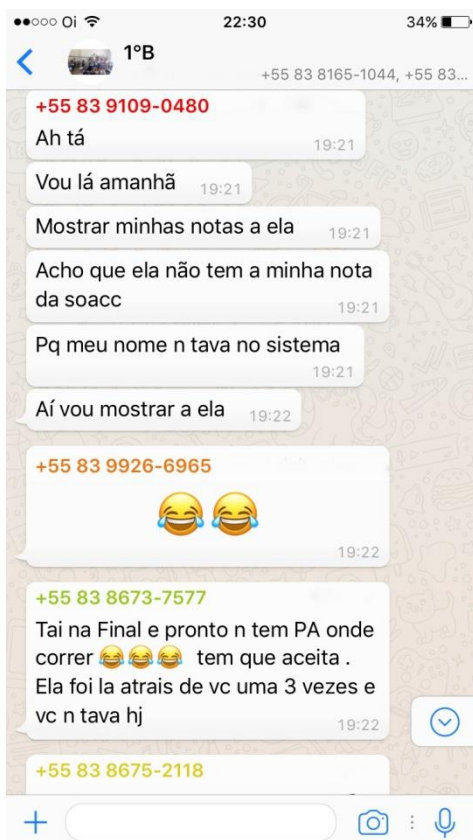 Oi
22:30
34%
1ºB
+55 83 8165-1044, +55 83...
+55 83 9109-0480
Ah tá
19:21
Vou lá amanhã
19:21
Mostrar minhas notas a ela
19:21
Acho que ela não tem a minha nota
da soacc
19:21
Pq meu nome n tava no sistema
19:21
Aí vou mostrar a ela
19:22
+55 83 9926-6965
😂😂
19:22
+55 83 8673-7577
Tai na Final e pronto n tem PA onde
correr 😂😂😂 tem que aceita .
Ela foi la atrais de vc uma 3 vezes e
vc n tava hj
19:22
+55 83 8675-2118